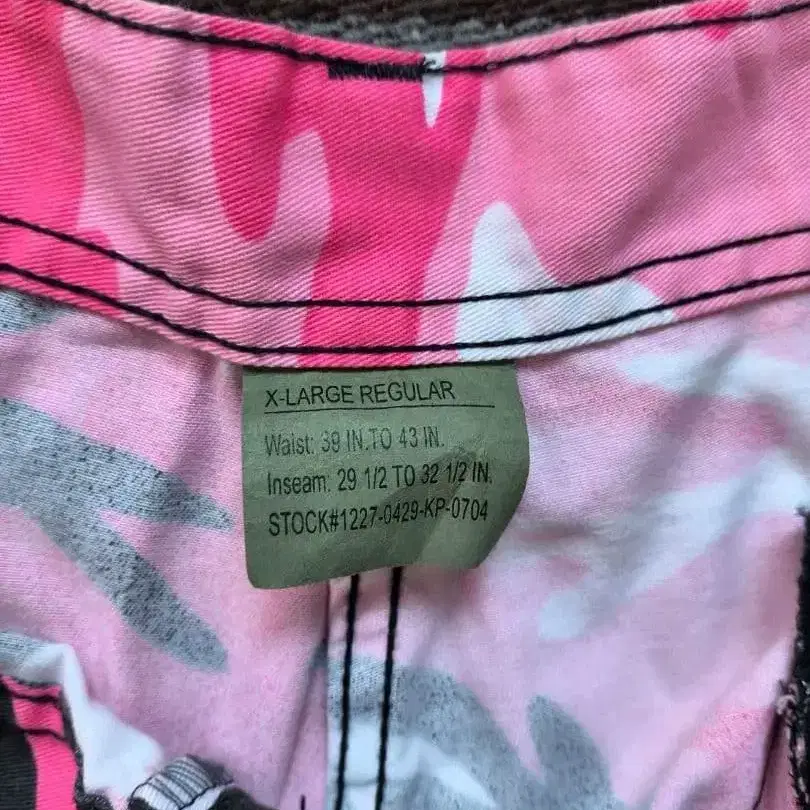 X-LARGE REGULAR
Waist: 39 IN.TO 43 IN.
Inseam: 29 1/2 TO 32 1/2 IN.
STOCK#1227-0429-KP-0704